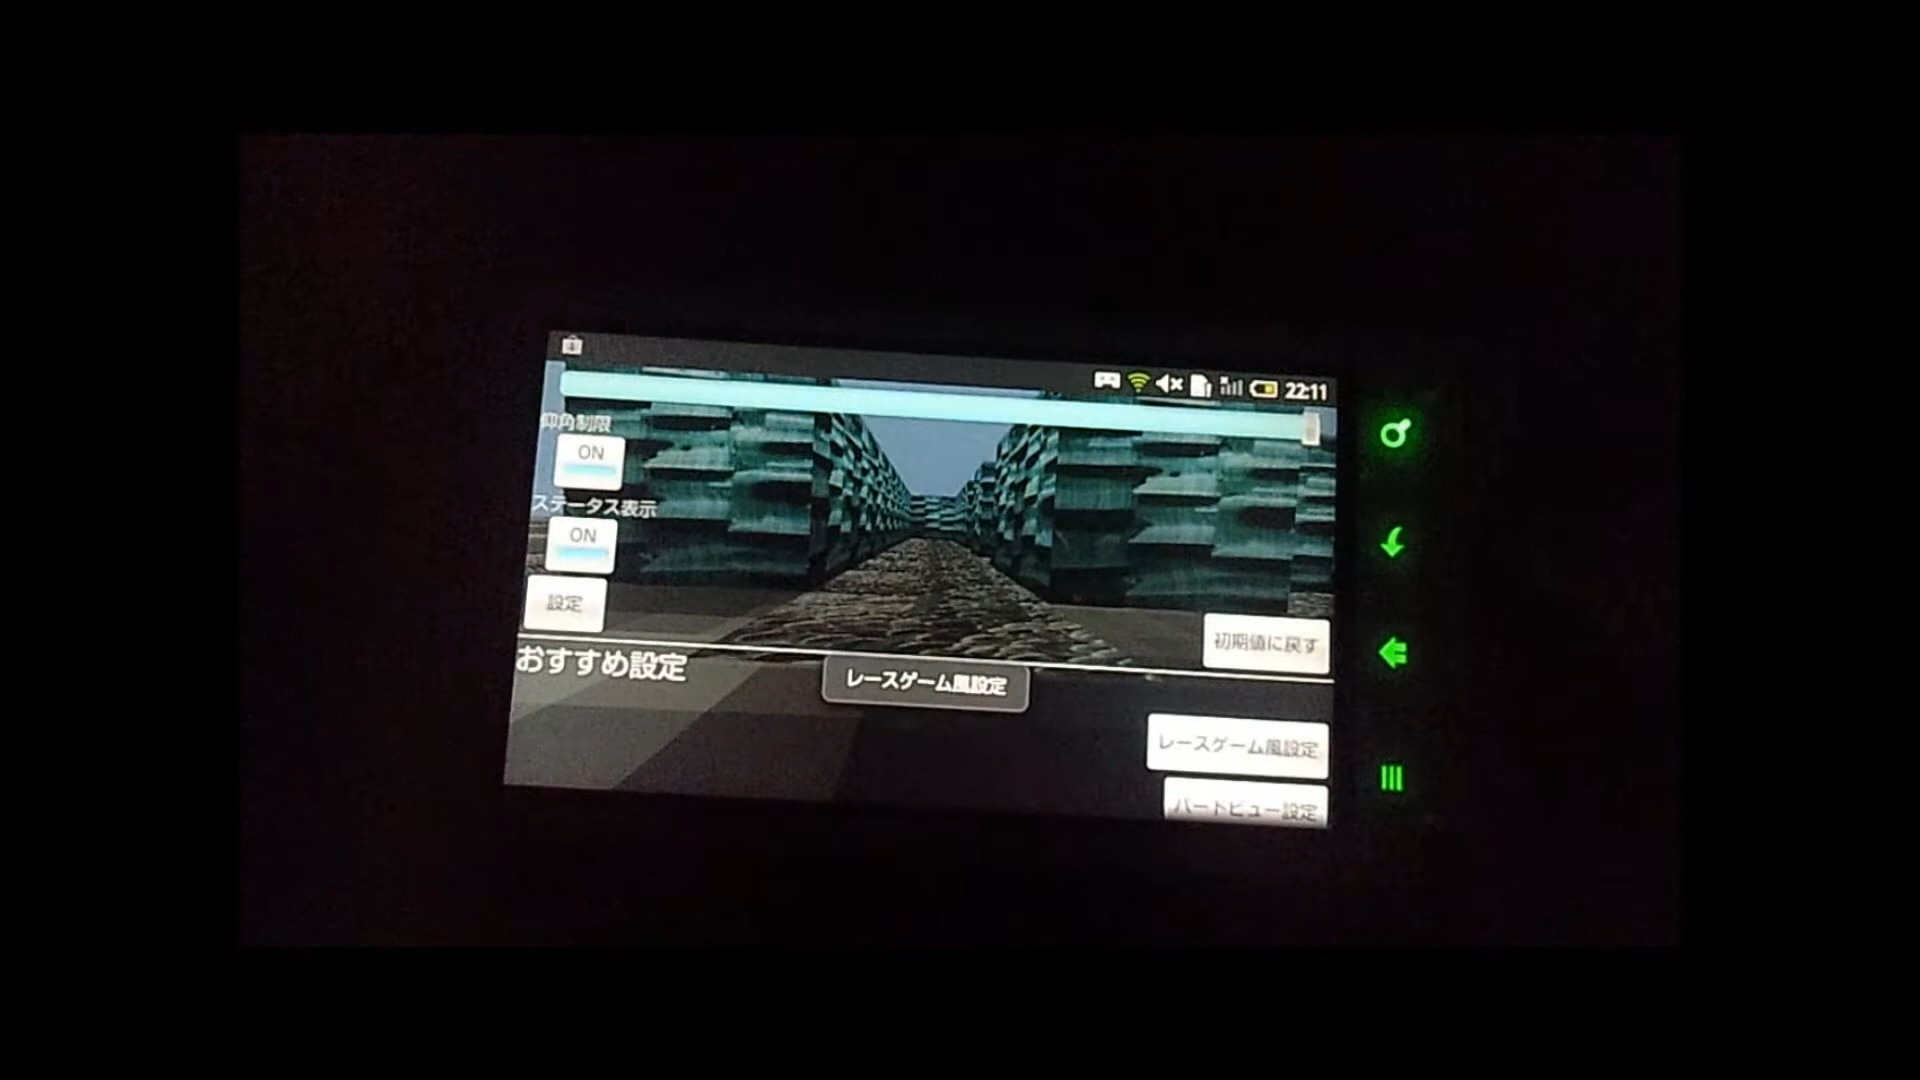 22:11
仰角制限
ON
ステータス表示
ON
設定
初期値に戻す
おすすめ設定
レースゲーム風設定
レースゲーム風設定
バードビュー設定